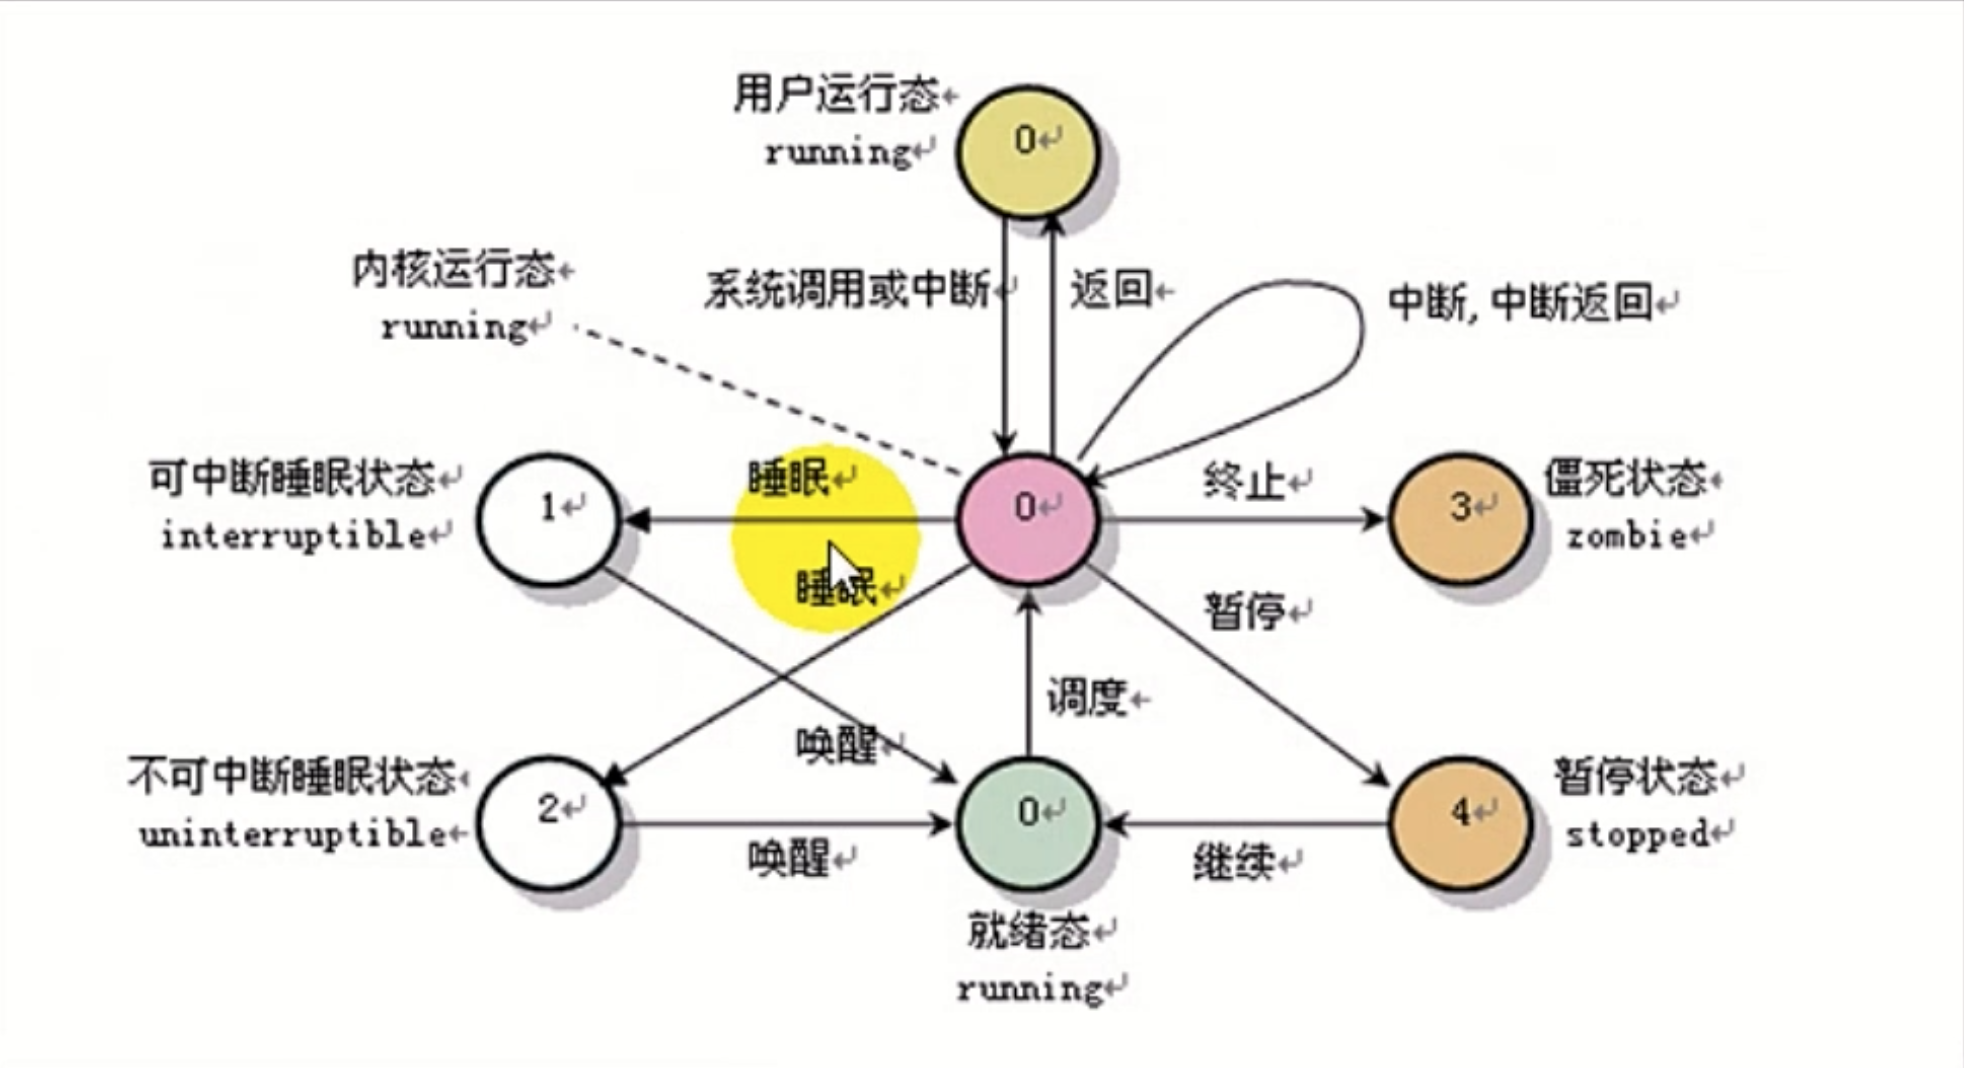 用户运行态
running
0
内核运行态
running
系统调用或中断
返回
中断, 中断返回
可中断睡眠状态
interruptible
1
睡眠
睡眠
0
终止
3
僵死状态
zombie
暂停
调度
唤醒
不可中断睡眠状态
uninterruptible
2
唤醒
0
继续
4
暂停状态
stopped
就绪态
running